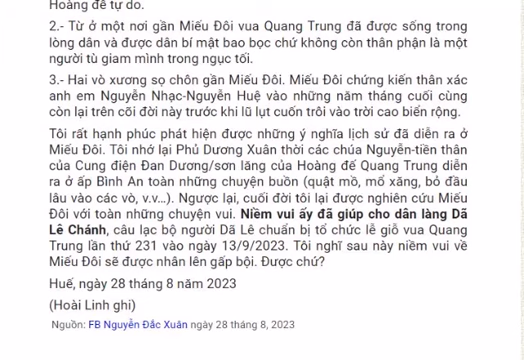 Hoàng đế tự do.
2.- Từ ở một nơi gần Miếu Đôi vua Quang Trung đã được sống trong
lòng dân và được dân bí mật bao bọc chứ không còn thân phận là một
người tù giam mình trong ngục tối.
3.- Hai vò xương sọ chôn gần Miếu Đôi. Miếu Đôi chứng kiến thân xác
anh em Nguyễn Nhạc-Nguyễn Huệ vào những năm tháng cuối cùng
còn lại trên cõi đời này trước khi lũ lụt cuốn trôi vào trời cao biển rộng.
Tôi rất hạnh phúc phát hiện được những ý nghĩa lịch sử đã diễn ra ở
Miếu Đôi. Tôi nhớ lại Phủ Dương Xuân thời các chúa Nguyễn-tiền thân
của Cung điện Đan Dương/sơn lăng của Hoàng đế Quang Trung diễn
ra ở ấp Bình An toàn những chuyện buồn (quật mồ, mổ xăng, bỏ đầu
lâu vào các vò, v.v...). Ngược lại, cuối đời tôi lại được nghiên cứu Miếu
Đôi với toàn những chuyện vui. Niềm vui ấy đã giúp cho dân làng Dã
Lê Chánh, câu lạc bộ người Dã Lê chuẩn bị tổ chức lễ giỗ vua Quang
Trung lần thứ 231 vào ngày 13/9/2023. Tôi nghĩ sau này niềm vui về
Miếu Đôi sẽ được nhân lên gấp bội. Được chứ?
Huế, ngày 28 tháng 8 năm 2023
(Hoài Linh ghi)
Nguồn: FB Nguyễn Đắc Xuân ngày 28 tháng 8, 2023